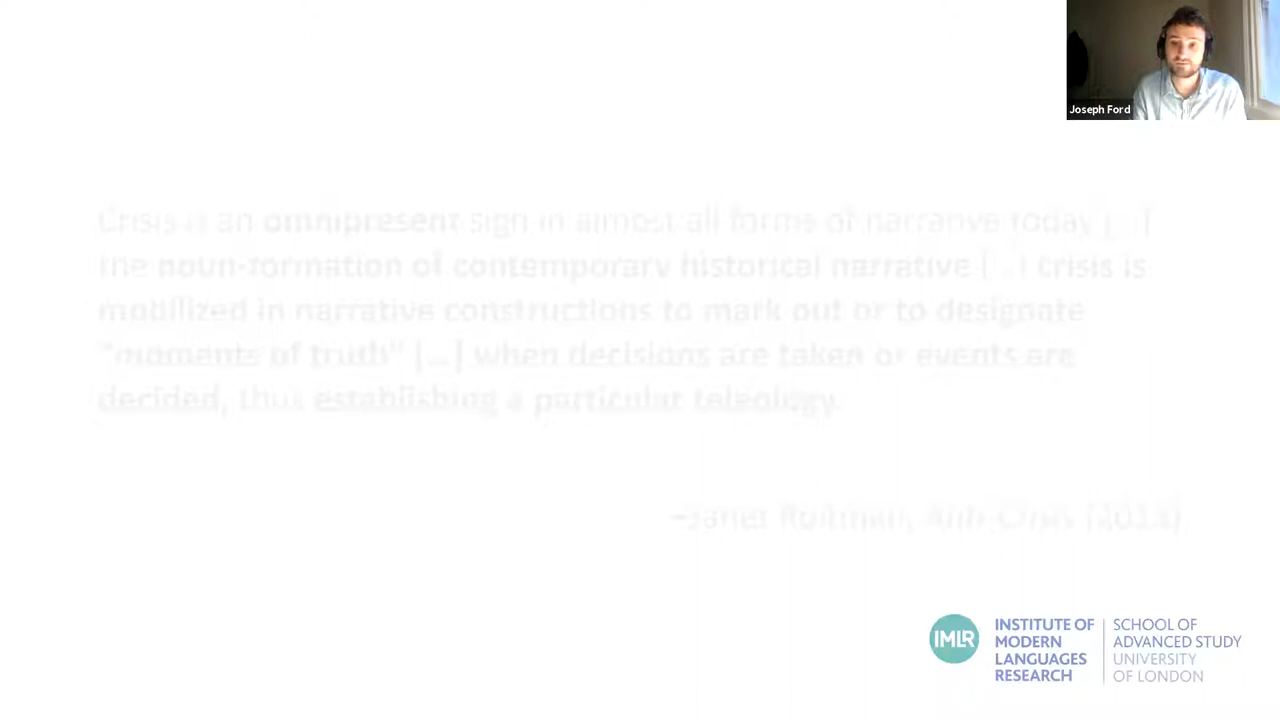 Joseph Ford
Crisis is an omnipresent sign in almost all forms of narrative today [...]
the noun-formation of contemporary historical narrative [...] crisis is
mobilized in narrative constructions to mark out or to designate
"moments of truth" [...] when decisions are taken or events are
decided, thus establishing a particular teleology.
–Janet Roitman, Anti-Crisis (2013)
IMLR
INSTITUTE OF
MODERN
LANGUAGES
RESEARCH
SCHOOL OF
ADVANCED STUDY
UNIVERSITY
OF LONDON